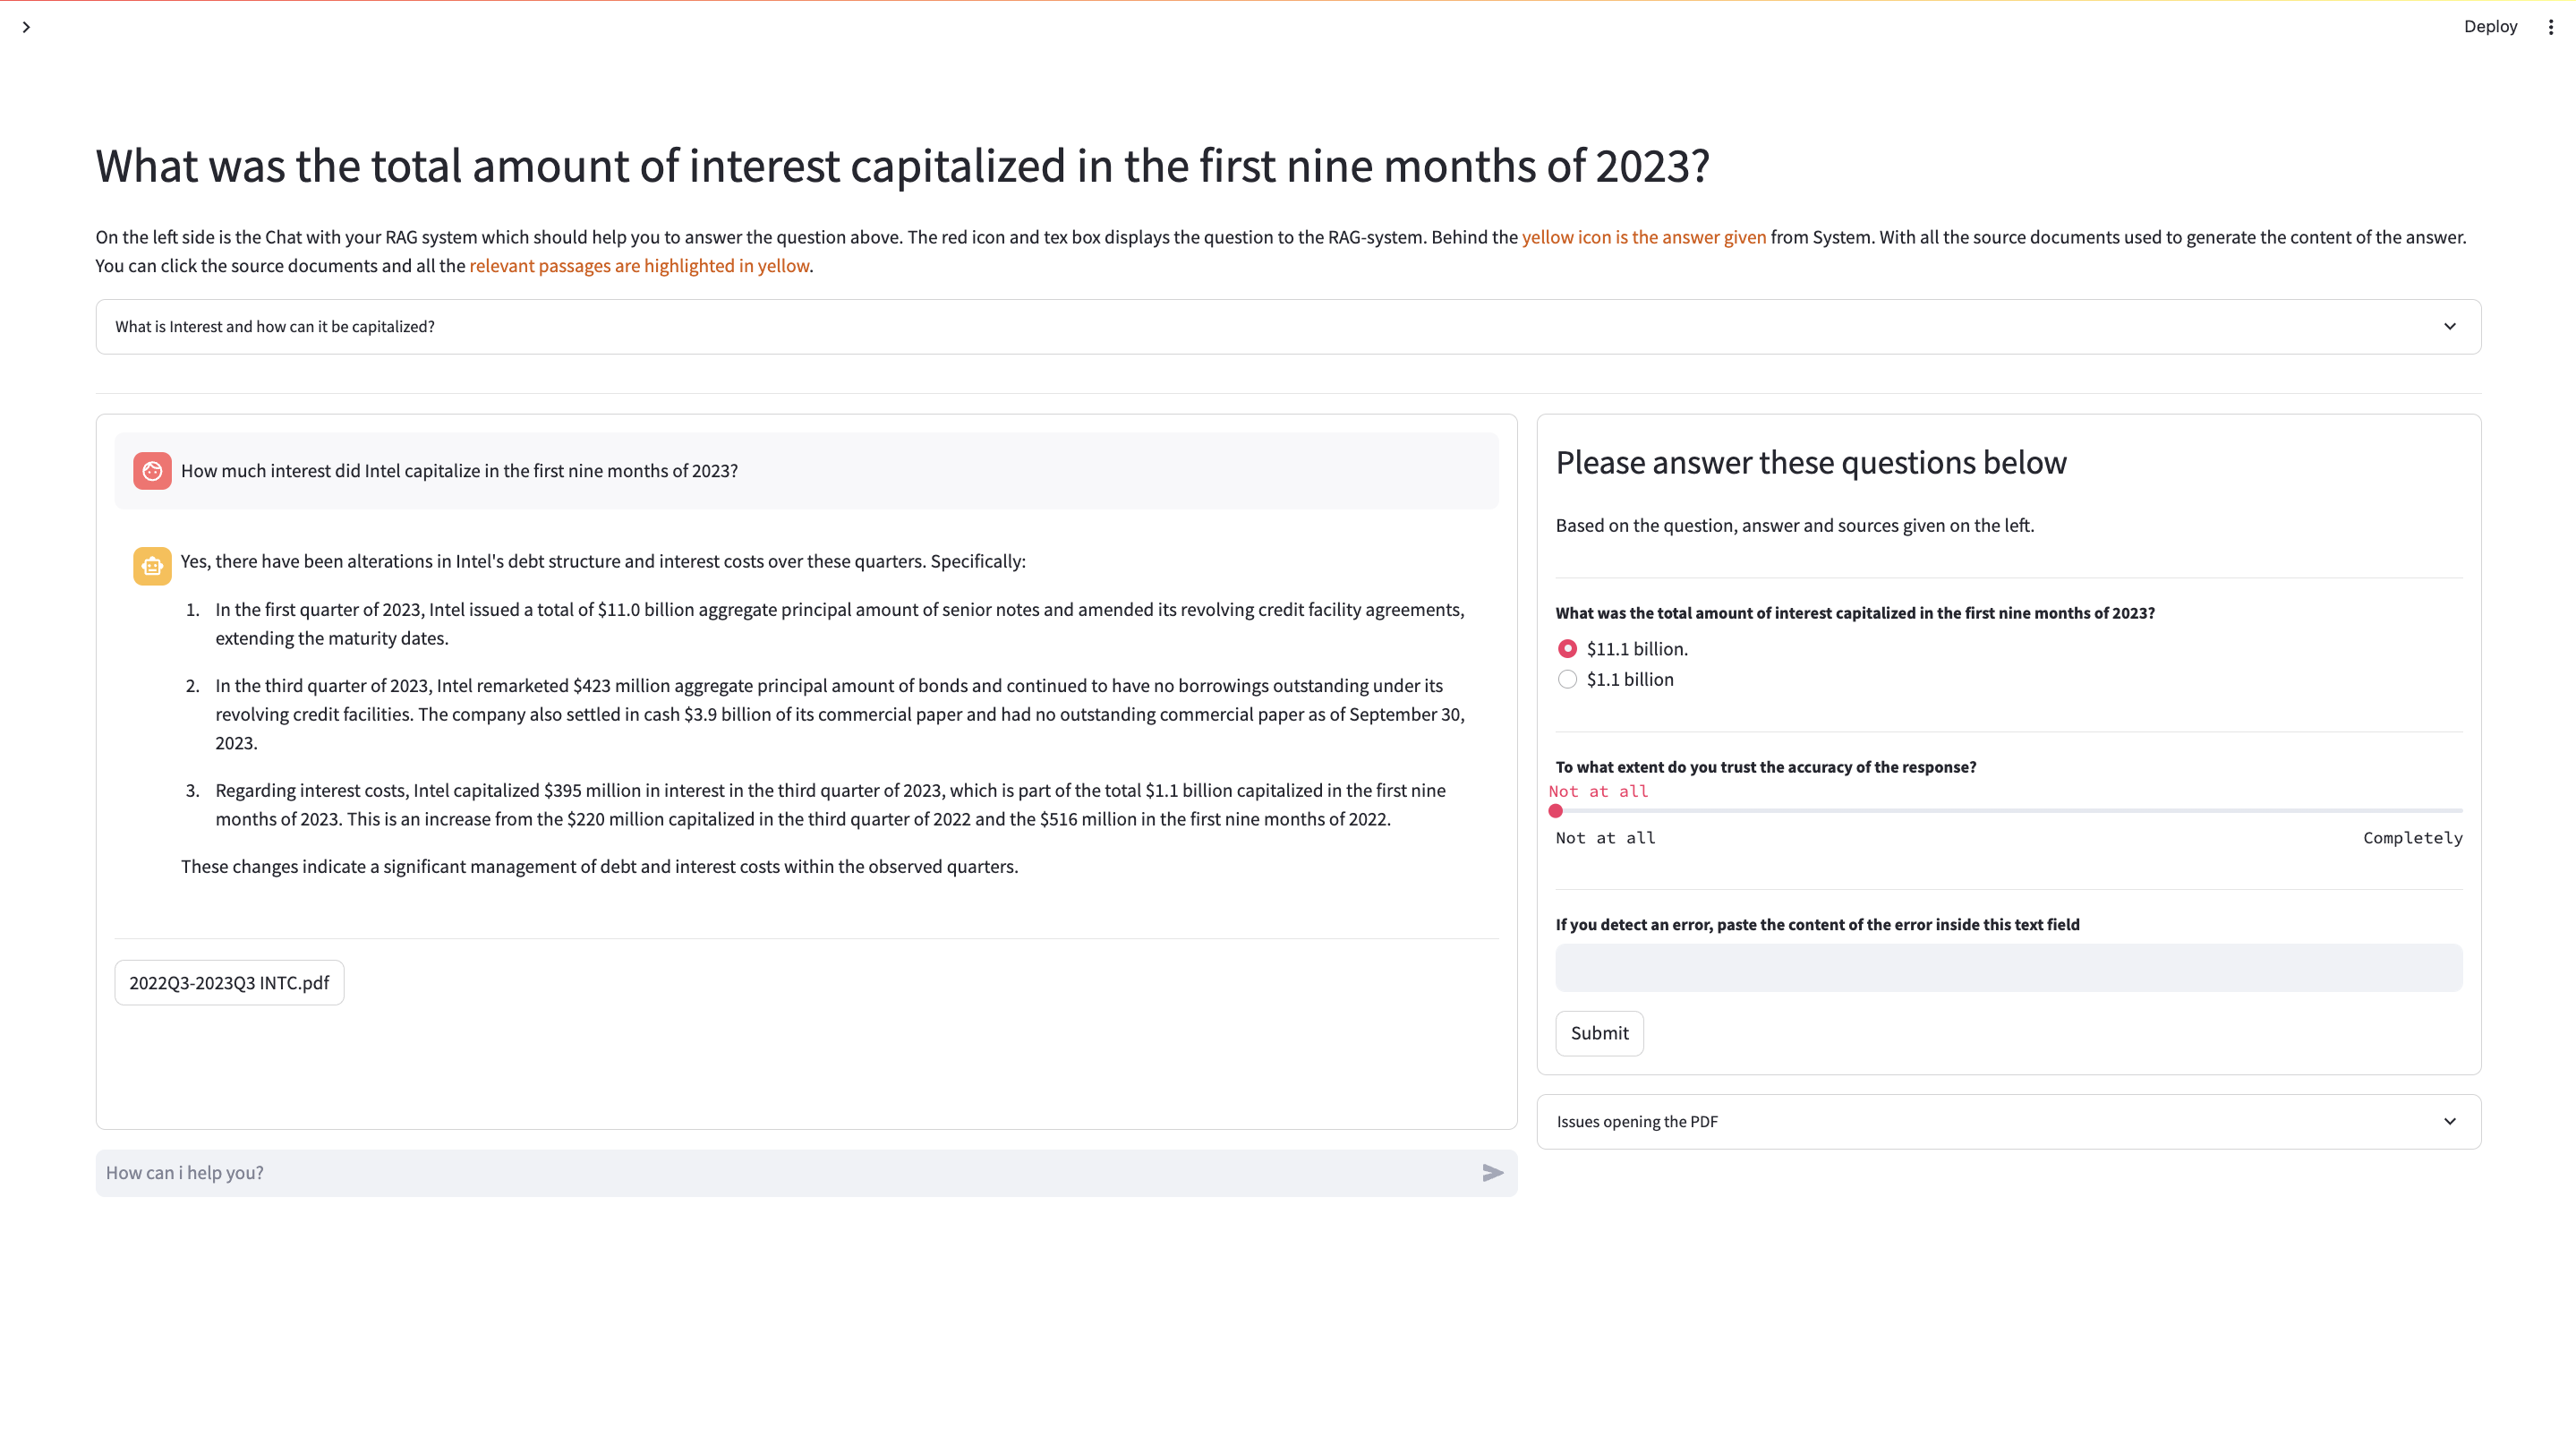 Deploy
What was the total amount of interest capitalized in the first nine months of 2023?
On the left side is the Chat with your RAG system which should help you to answer the question above. The red icon and tex box displays the question to the RAG-system. Behind the yellow icon is the answer given from System. With all the source documents used to generate the content of the answer.
You can click the source documents and all the relevant passages are highlighted in yellow.
What is Interest and how can it be capitalized?
How much interest did Intel capitalize in the first nine months of 2023?
Yes, there have been alterations in Intel's debt structure and interest costs over these quarters. Specifically:
1. In the first quarter of 2023, Intel issued a total of $11.0 billion aggregate principal amount of senior notes and amended its revolving credit facility agreements,
extending the maturity dates.
2. In the third quarter of 2023, Intel remarketed $423 million aggregate principal amount of bonds and continued to have no borrowings outstanding under its
revolving credit facilities. The company also settled in cash $3.9 billion of its commercial paper and had no outstanding commercial paper as of September 30,
2023.
3. Regarding interest costs, Intel capitalized $395 million in interest in the third quarter of 2023, which is part of the total $1.1 billion capitalized in the first nine
months of 2023. This is an increase from the $220 million capitalized in the third quarter of 2022 and the $516 million in the first nine months of 2022.
These changes indicate a significant management of debt and interest costs within the observed quarters.
2022Q3-2023Q3 INTC.pdf
How can i help you?
Please answer these questions below
Based on the question, answer and sources given on the left.
What was the total amount of interest capitalized in the first nine months of 2023?
$11.1 billion.
$1.1 billion
To what extent do you trust the accuracy of the response?
Not at all
Not at all Completely
If you detect an error, paste the content of the error inside this text field
Submit
Issues opening the PDF